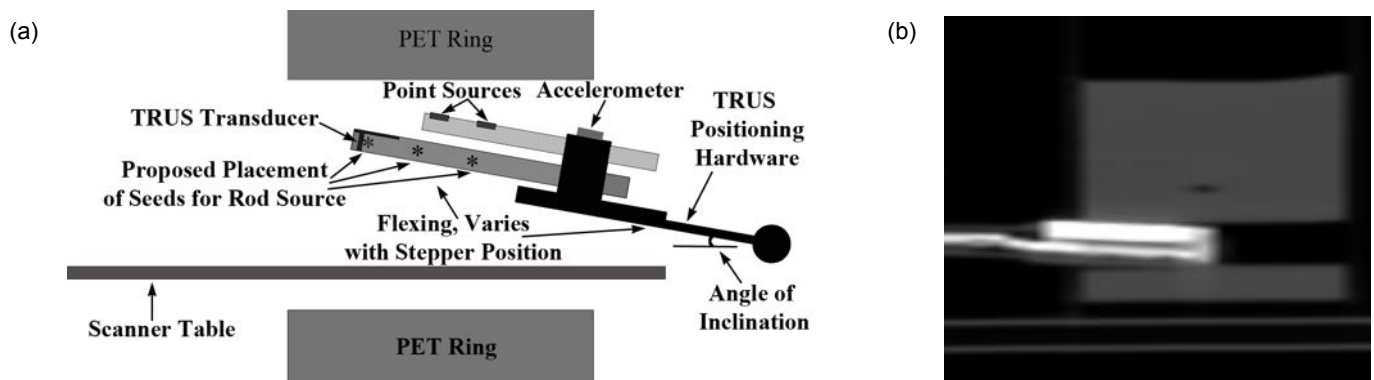 (a)
PET Ring
Point Sources
Accelerometer
TRUS Transducer
TRUS
Positioning
Hardware
Proposed Placement
of Seeds for Rod Source
Flexing, Varies
with Stepper Position
Angle of
Inclination
Scanner Table
PET Ring
(b)